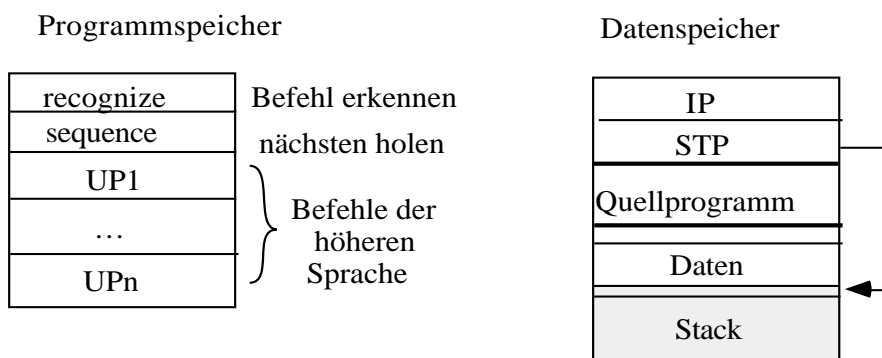 Programmspeicher
recognize
Befehl erkennen
sequence
nächsten holen
UP1
…
UPn
Befehle der
höheren
Sprache
Datenspeicher
IP
STP
Quellprogramm
Daten
Stack